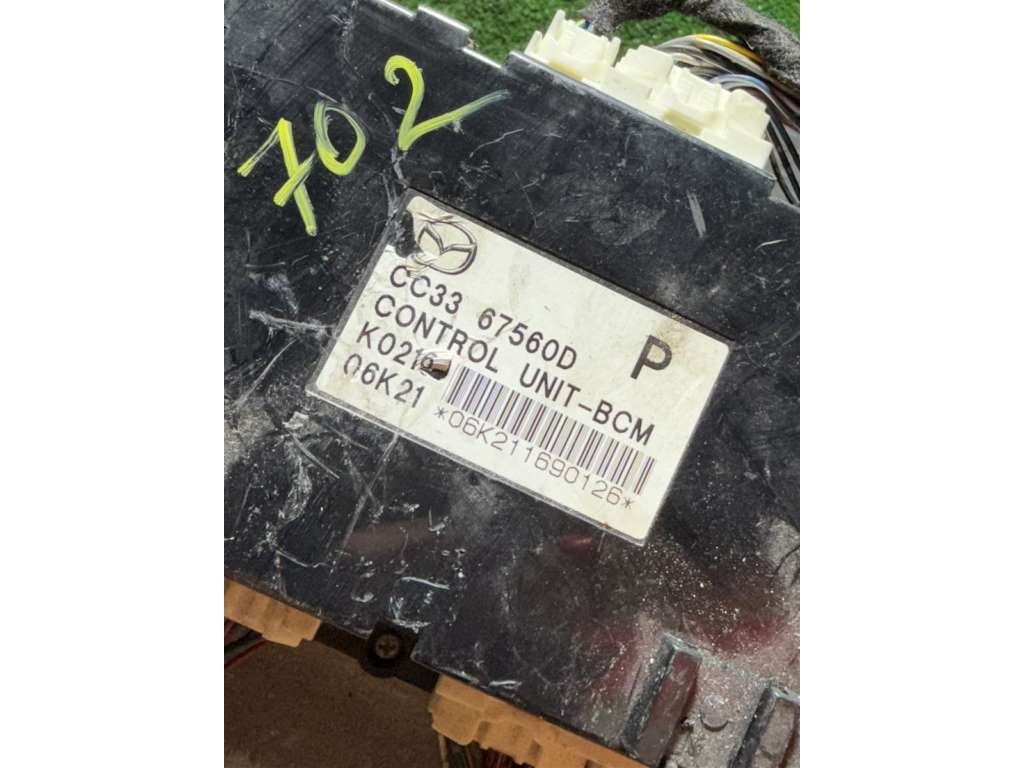 702
CC33 67560D P
CONTROL UNIT-BCM
K0216
06K21
*06K211690126*